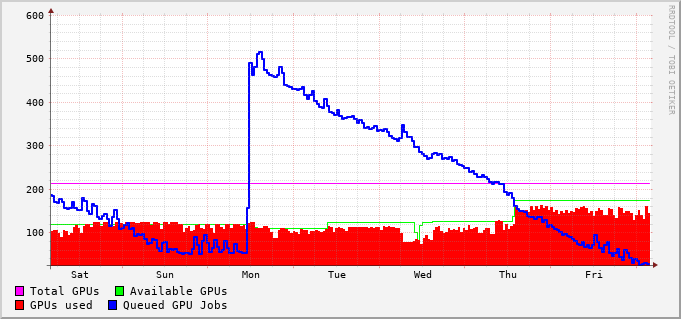 600
500
400
300
200
100
Sat Sun Mon Tue Wed Thu Fri
Total GPUs Available GPUs
GPUs used Queued GPU Jobs
RRDTOOL / TOBI OETIKER